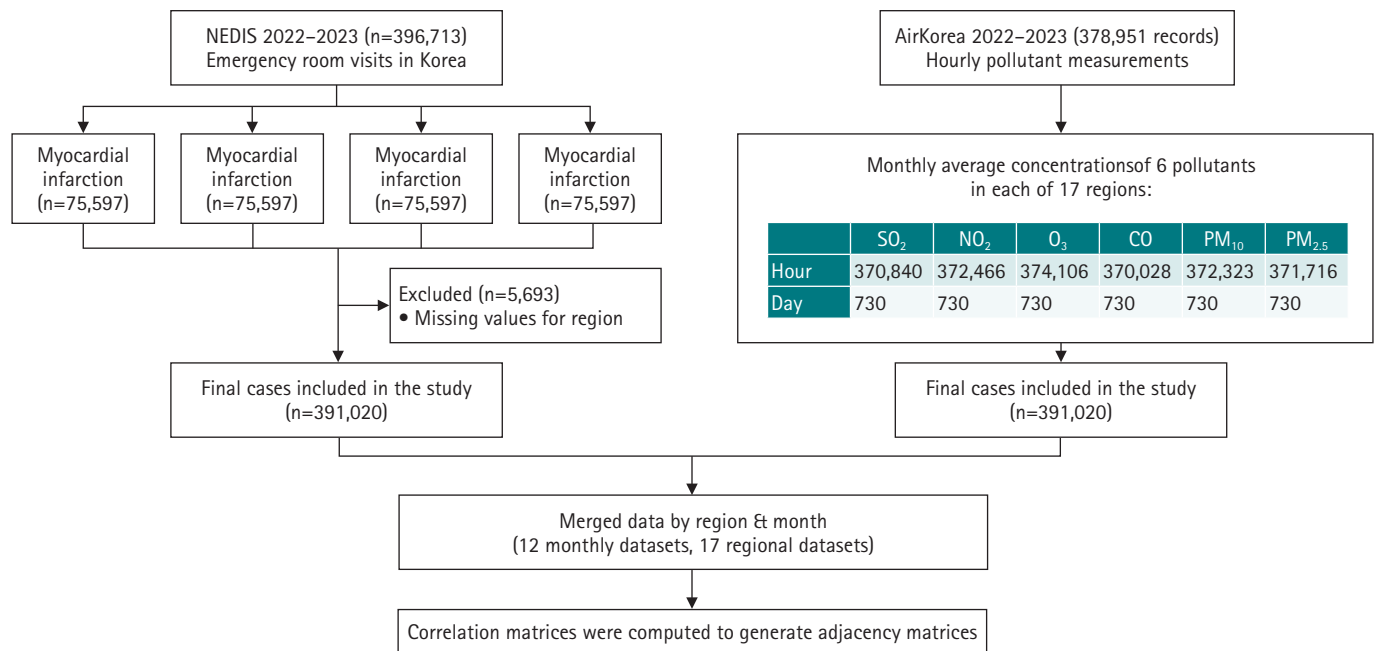 NEDIS 2022–2023 (n=396,713)
Emergency room visits in Korea
AirKorea 2022–2023 (378,951 records)
Hourly pollutant measurements
Myocardial
infarction
(n=75,597)
Myocardial
infarction
(n=75,597)
Myocardial
infarction
(n=75,597)
Myocardial
infarction
(n=75,597)
Monthly average concentrationsof 6 pollutants
in each of 17 regions:
SO2 NO2 O3 CO PM10 PM2.5
Hour 370,840 372,466 374,106 370,028 372,323 371,716
Day 730 730 730 730 730 730
Excluded (n=5,693)
• Missing values for region
Final cases included in the study
(n=391,020)
Final cases included in the study
(n=391,020)
Merged data by region & month
(12 monthly datasets, 17 regional datasets)
Correlation matrices were computed to generate adjacency matrices